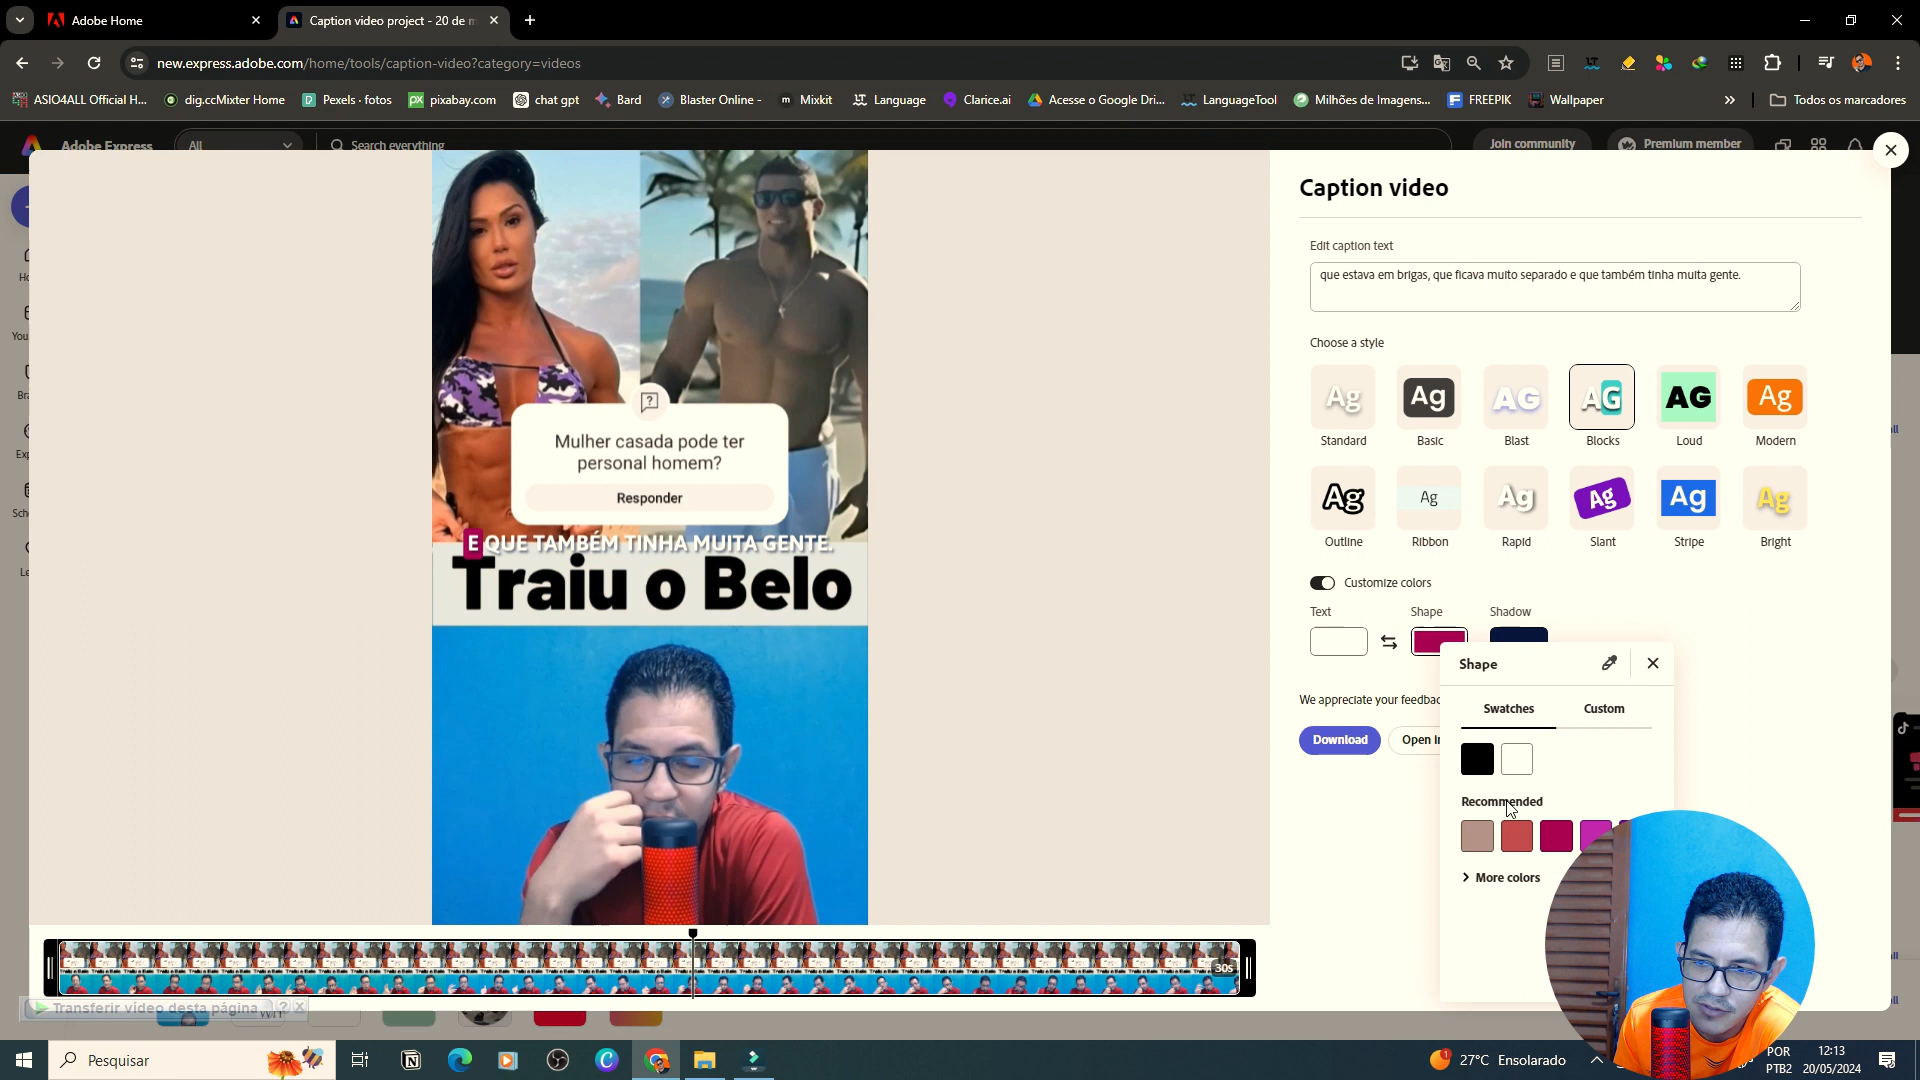 Adobe Home
Caption video project - 20 de m
new.express.adobe.com/home/tools/caption-video?category=videos
ASIO4ALL Official H...
dig.ccMixter Home
Pexels · fotos
px
pixabay.com
chat gpt
Bard
Blaster Online -
Mixkit
Language
Clarice.ai
Acesse o Google Dri...
LanguageTool
Milhões de Imagens...
FREEPIK
Wallpaper
»
Todos os marcadores
Adobe Express
All
Search everything
Join community
Premium member
Caption video
Edit caption text
que estava em brigas, que ficava muito separado e que também tinha muita gente.
Choose a style
Ag
Ag
AG
AG
AG
Ag
Standard
Basic
Blast
Blocks
Loud
Modern
Ag
Ag
Ag
Ag
Ag
Ag
Outline
Ribbon
Rapid
Slant
Stripe
Bright
Customize colors
Text
Shape
Shadow
We appreciate your feedbac
Download
Open in
Shape
Swatches
Custom
Recommended
More colors
Mulher casada pode ter
personal homem?
Responder
E QUE TAMBÉM TINHA MUITA GENTE.
Traiu o Belo
30s
Transferir vídeo desta página
?
Pesquisar
1
27°C
Ensolarado
POR
PTB2
12:13
20/05/2024